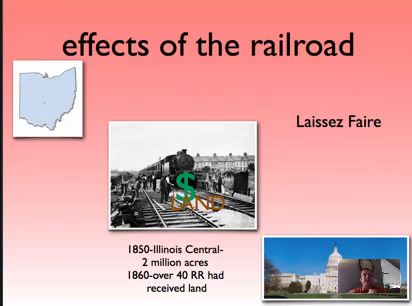 effects of the railroad
Laissez Faire
$
LAND
1850-Illinois Central-
2 million acres
1860-over 40 RR had
received land